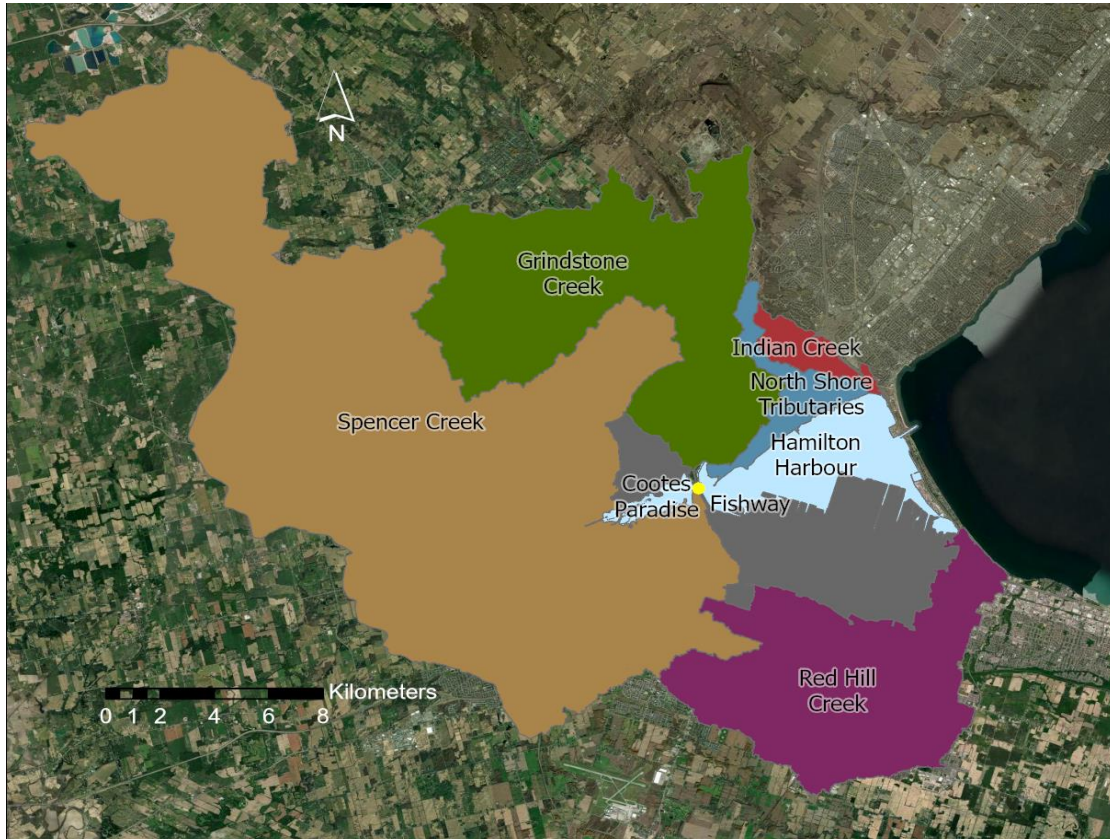 N
Grindstone
Creek
Indian Creek
North Shore
Tributaries
Spencer Creek
Hamilton
Harbour
Cootes
Paradise
Fishway
Red Hill
Creek
Kilometers
0 1 2 4 6 8